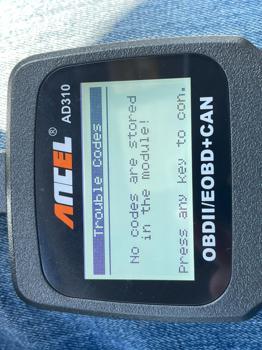 ANCEL®
AD310
Trouble Codes
No codes are stored
in the module!
Press any key to con.
OBDII/EOBD+CAN